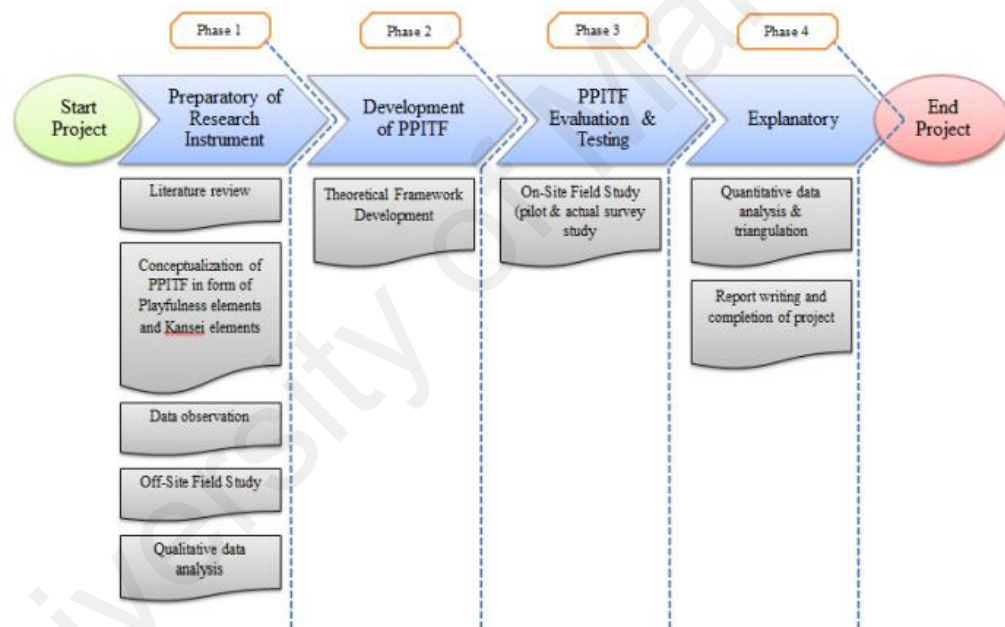 Phase 1
Phase 2
Phase 3
Phase 4
Start
Project
Preparatory of
Research
Instrument
Development
of PPITF
PPITF
Evaluation &
Testing
Explanatory
End
Project
Literature review
Conceptualization of
PPITF in form of
Playfulness elements
and Kansei elements
Data observation
Off-Site Field Study
Qualitative data
analysis
Theoretical Framework
Development
On-Site Field Study
(pilot & actual survey
study
Quantitative data
analysis &
triangulation
Report writing and
completion of project
versity of Ma